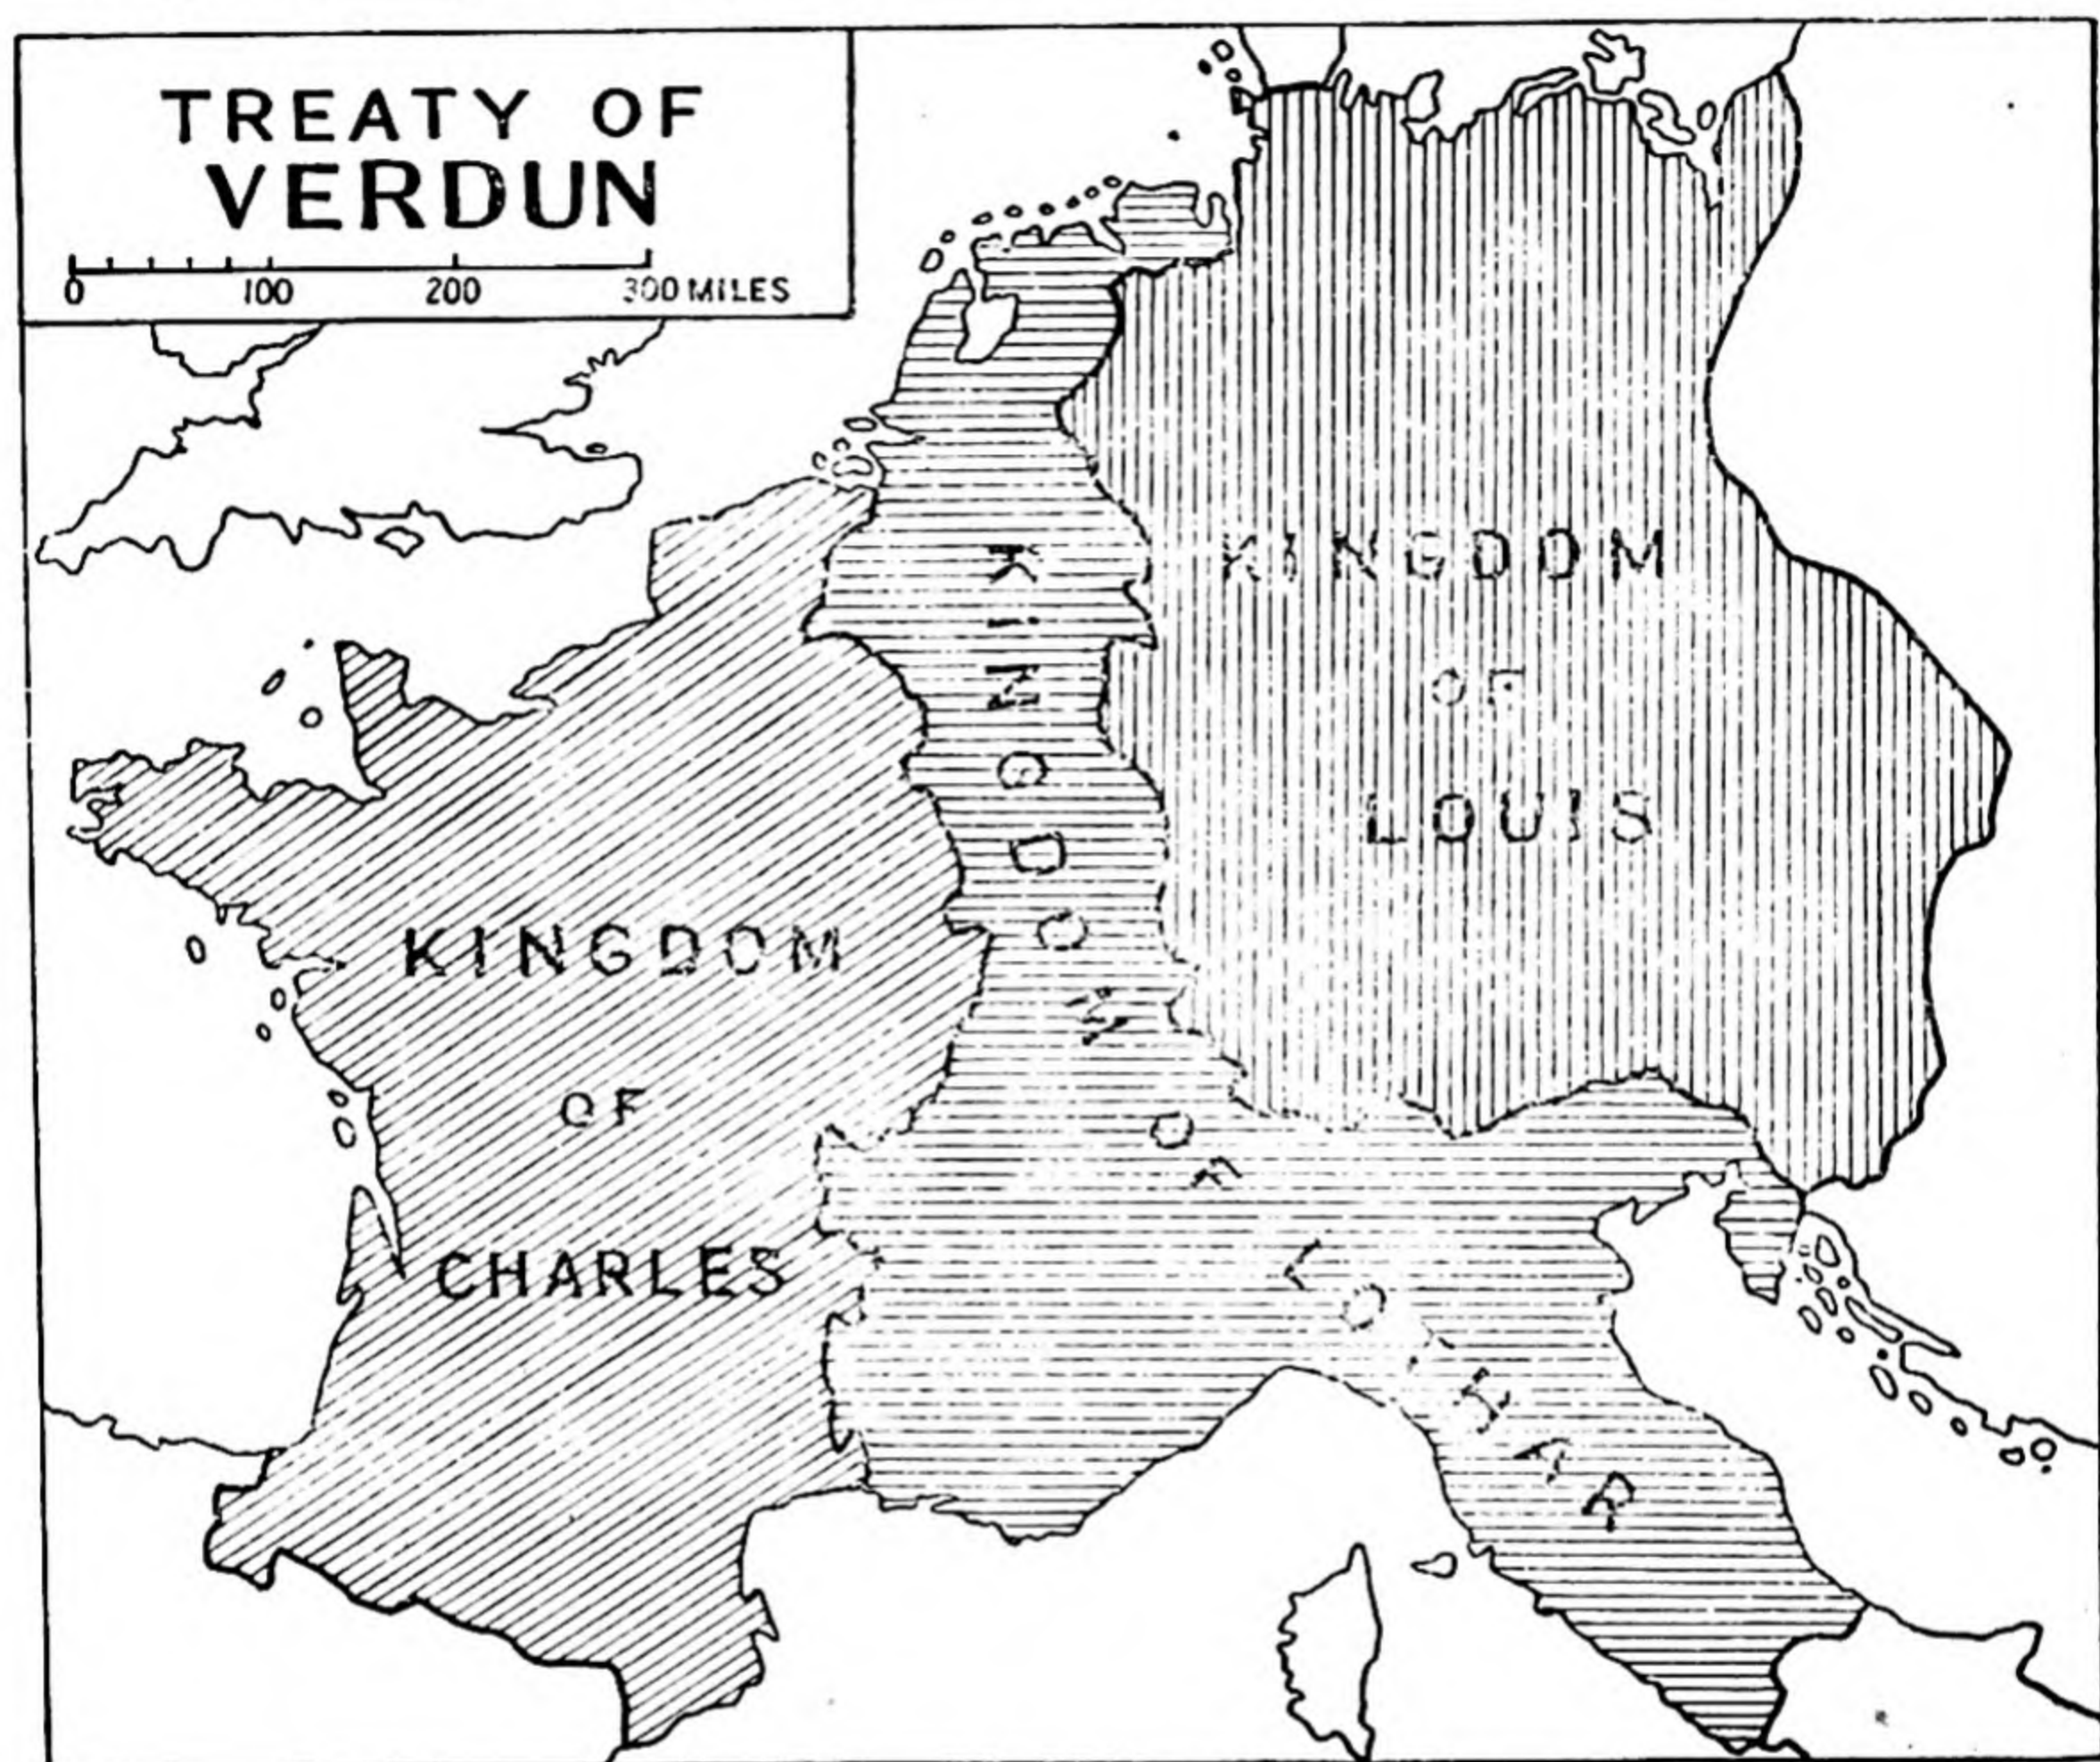 TREATY OF
VERDUN
0 100 200 300 MILES
KINGDOM
OF
LOUIS
KINGDOM OF LOTHAR
KINGDOM
OF
CHARLES